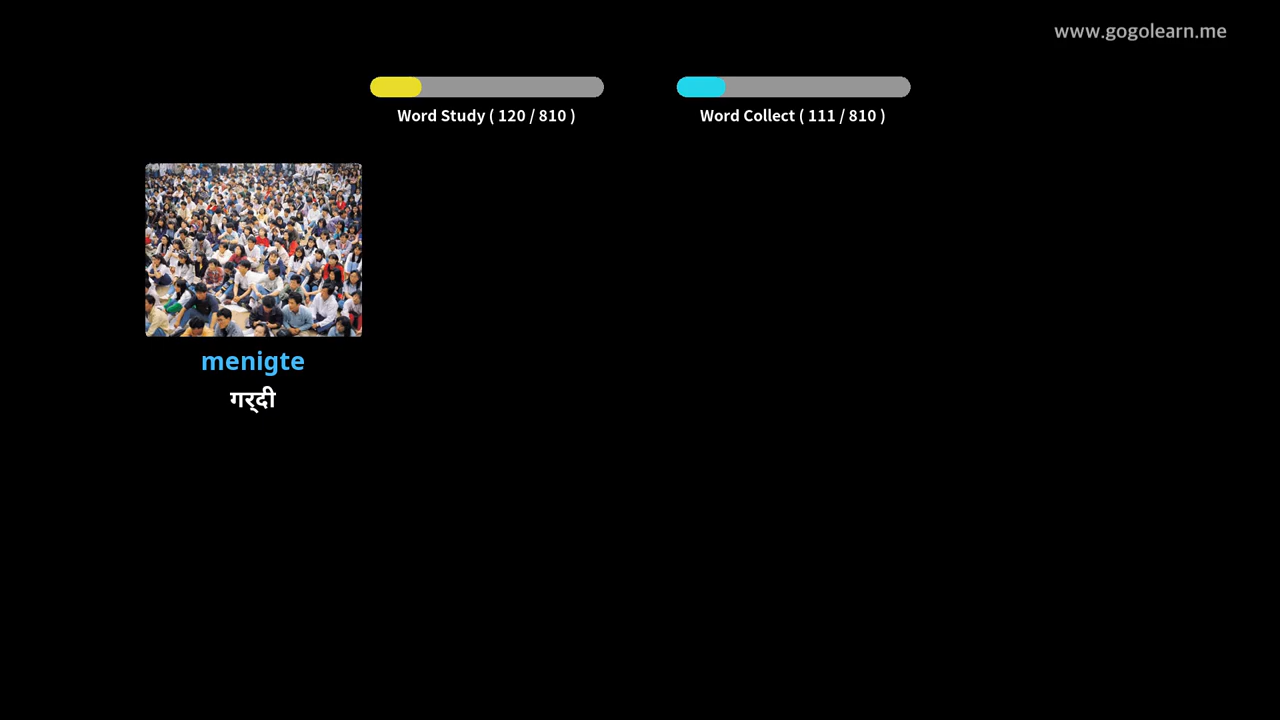 www.gogolearn.me
Word Study ( 120 / 810 )
Word Collect ( 111 / 810 )
menigte
गर्‌दी